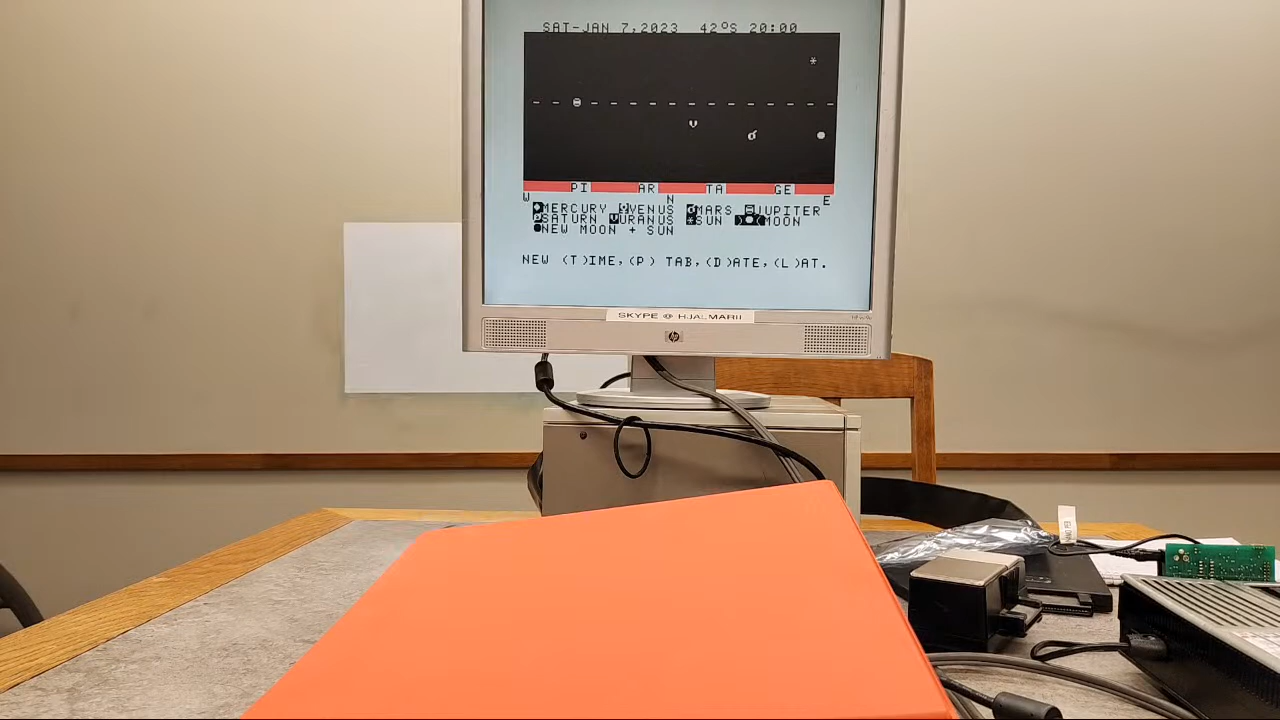 SAT-JAN 7,2023 42°S 20:00
PI AR TA GE
W N E
MERCURY VENUS MARS JUPITER
SATURN URANUS SUN MOON
NEW MOON + SUN
NEW (T)IME,(P) TAB,(D)ATE,(L)AT.
SKYPE @ HJALMARII
hp